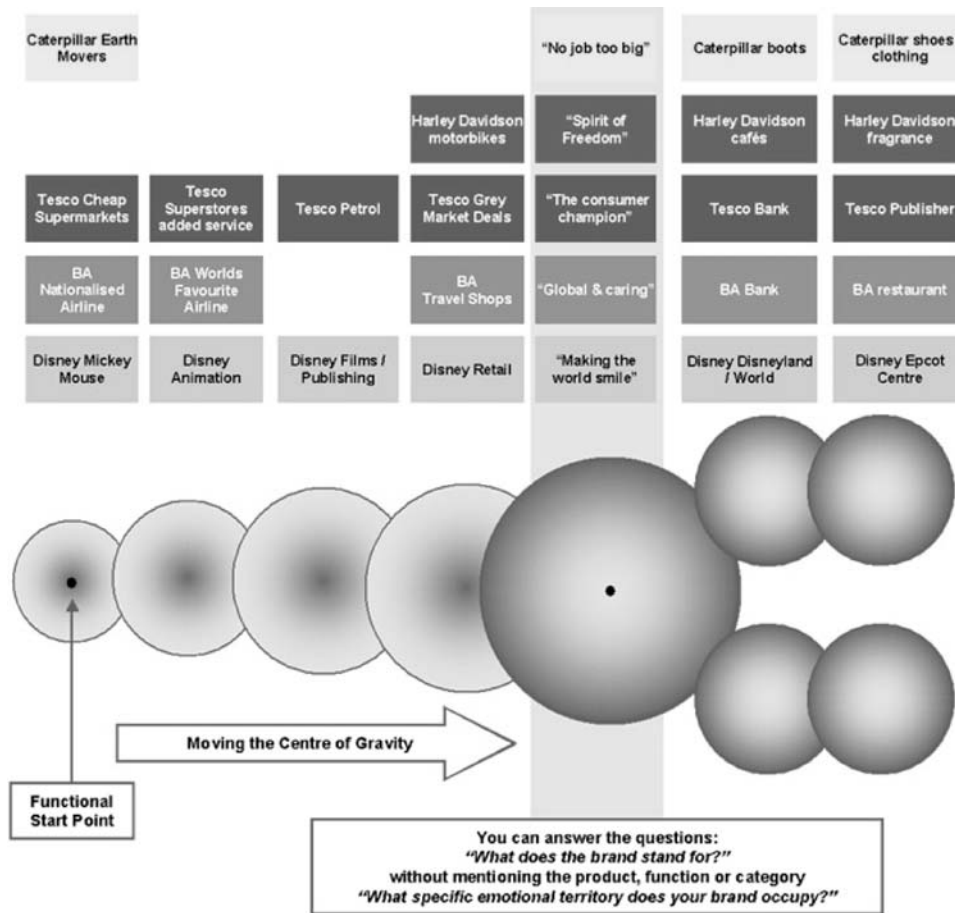 Caterpillar Earth
Movers
“No job too big”
Caterpillar boots
Caterpillar shoes
clothing
Harley Davidson
motorbikes
“Spirit of
Freedom”
Harley Davidson
cafés
Harley Davidson
fragrance
Tesco Cheap
Supermarkets
Tesco
Superstores
added service
Tesco Petrol
Tesco Grey
Market Deals
“The consumer
champion”
Tesco Bank
Tesco Publisher
BA
Nationalised
Airline
BA Worlds
Favourite
Airline
BA
Travel Shops
“Global & caring”
BA Bank
BA restaurant
Disney Mickey
Mouse
Disney
Animation
Disney Films /
Publishing
Disney Retail
“Making the
world smile”
Disney Disneyland
/ World
Disney Epcot
Centre
Moving the Centre of Gravity
Functional
Start Point
You can answer the questions:
“What does the brand stand for?”
without mentioning the product, function or category
“What specific emotional territory does your brand occupy?”